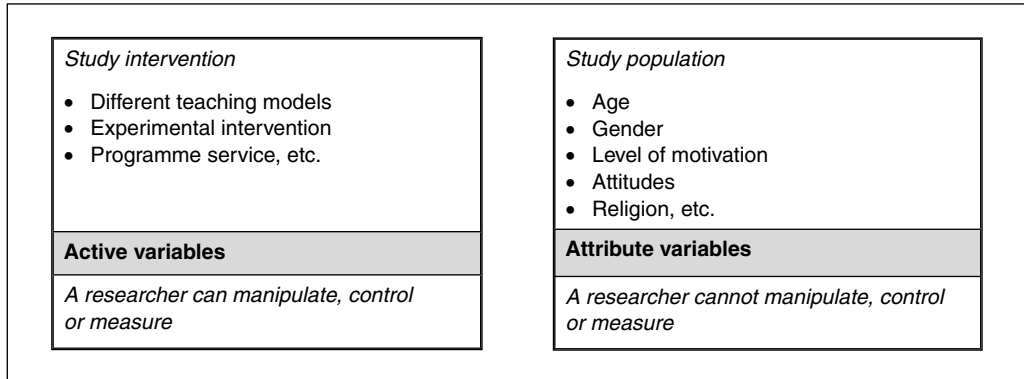 Study intervention
• Different teaching models
• Experimental intervention
• Programme service, etc.
Active variables
A researcher can manipulate, control
or measure
Study population
• Age
• Gender
• Level of motivation
• Attitudes
• Religion, etc.
Attribute variables
A researcher cannot manipulate, control
or measure